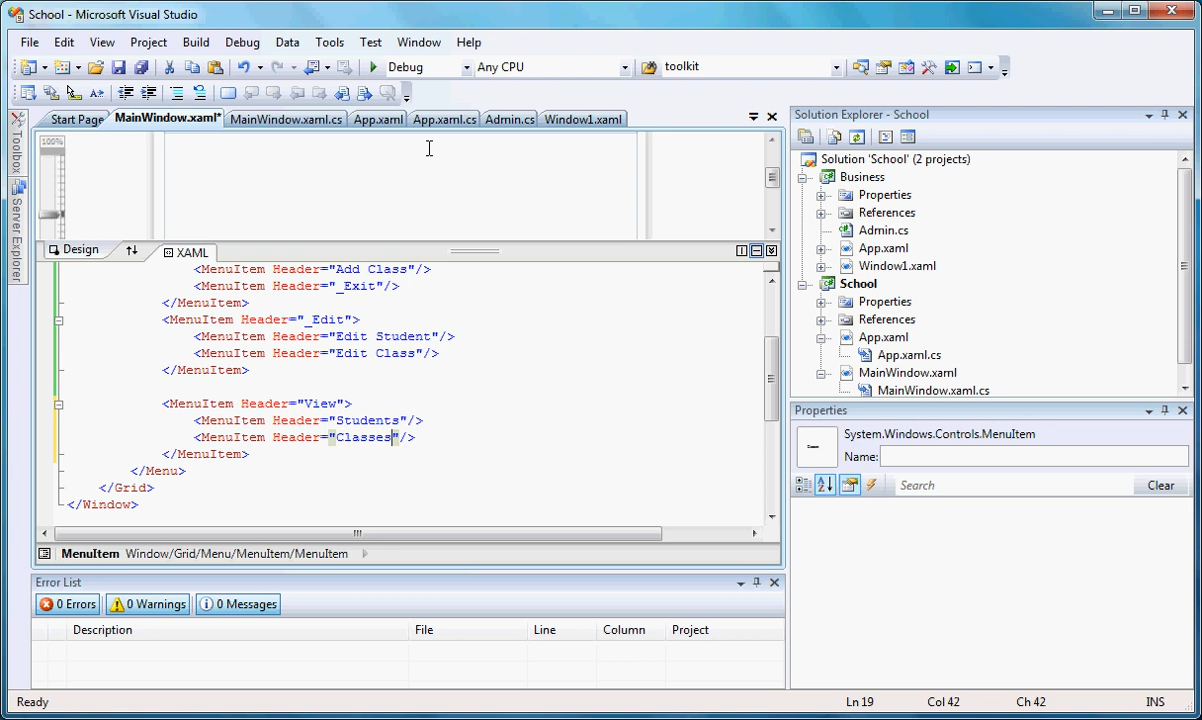 School - Microsoft Visual Studio
File Edit View Project Build Debug Data Tools Test Window Help
Debug Any CPU toolkit
Start Page MainWindow.xaml* MainWindow.xaml.cs App.xaml App.xaml.cs Admin.cs Window1.xaml
Toolbox
Server Explorer
100%
Design XAML
<MenuItem Header="Add Class"/>
<MenuItem Header="_Exit"/>
</MenuItem>
<MenuItem Header="_Edit">
<MenuItem Header="Edit Student"/>
<MenuItem Header="Edit Class"/>
</MenuItem>
<MenuItem Header="View">
<MenuItem Header="Students"/>
<MenuItem Header="Classes"/>
</MenuItem>
</Menu>
</Grid>
</Window>
MenuItem Window/Grid/Menu/MenuItem/MenuItem
Error List
0 Errors 0 Warnings 0 Messages
Description File Line Column Project
Solution Explorer - School
Solution 'School' (2 projects)
Business
Properties
References
Admin.cs
App.xaml
Window1.xaml
School
Properties
References
App.xaml
App.xaml.cs
MainWindow.xaml
MainWindow.xaml.cs
Properties
System.Windows.Controls.MenuItem
Name:
Search Clear
Ready Ln 19 Col 42 Ch 42 INS